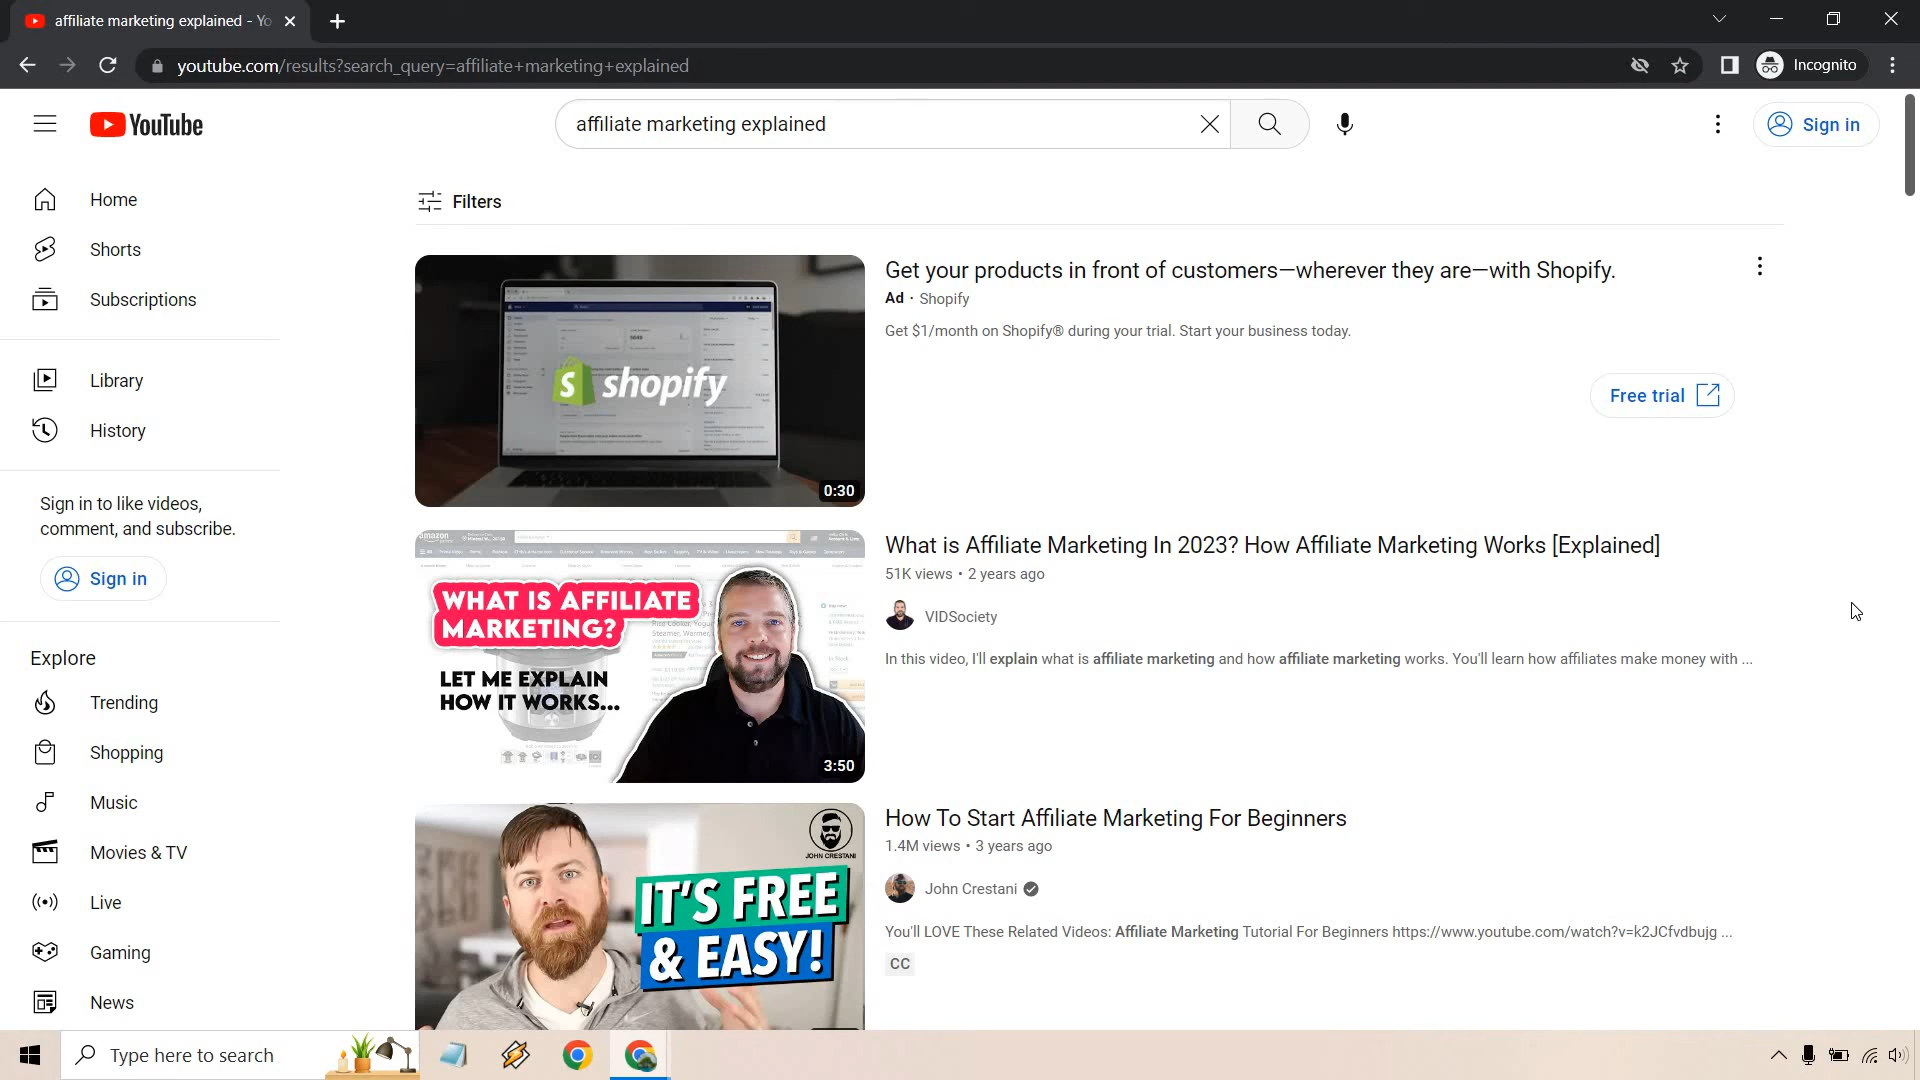 affiliate marketing explained - Yo
youtube.com/results?search_query=affiliate+marketing+explained
Incognito
YouTube
affiliate marketing explained
Sign in
Home
Shorts
Subscriptions
Library
History
Sign in to like videos,
comment, and subscribe.
Sign in
Explore
Trending
Shopping
Music
Movies & TV
Live
Gaming
News
Filters
shopify
0:30
Get your products in front of customers—wherever they are—with Shopify.
Ad · Shopify
Get $1/month on Shopify® during your trial. Start your business today.
Free trial
amazon
WHAT IS AFFILIATE
MARKETING?
LET ME EXPLAIN
HOW IT WORKS...
3:50
What is Affiliate Marketing In 2023? How Affiliate Marketing Works [Explained]
51K views • 2 years ago
VIDSociety
In this video, I'll explain what is affiliate marketing and how affiliate marketing works. You'll learn how affiliates make money with ...
JOHN CRESTANI
IT'S FREE
& EASY!
How To Start Affiliate Marketing For Beginners
1.4M views • 3 years ago
John Crestani
You'll LOVE These Related Videos: Affiliate Marketing Tutorial For Beginners https://www.youtube.com/watch?v=k2JCfvdbujg ...
CC
Type here to search